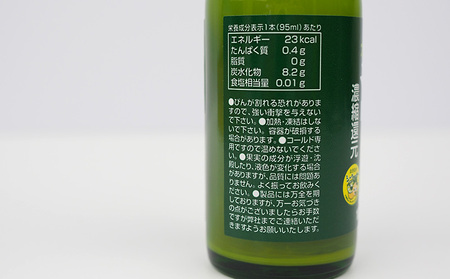 栄養成分表示1本(95ml)あたり
エネルギー 23kcal
たんぱく質 0.4g
脂質 0g
炭水化物 8.2g
食塩相当量 0.01g
●びんが割れる恐れがありま
すので、強い衝撃を与えない
で下さい。●加熱・凍結はしな
いで下さい。容器が破損する
場合があります。●コールド専
用ですので温めないでくださ
い。●果実の成分が浮遊・沈
殿したり、液色が変化する場合
がありますが、品質には問題あ
りません。よく振ってお飲みく
ださい。●製品には万全を期
しておりますが、万一お気づき
の点がございましたらお手数
ですが弊社までご連絡いただ
きますようお願いいたします。
濃縮還元